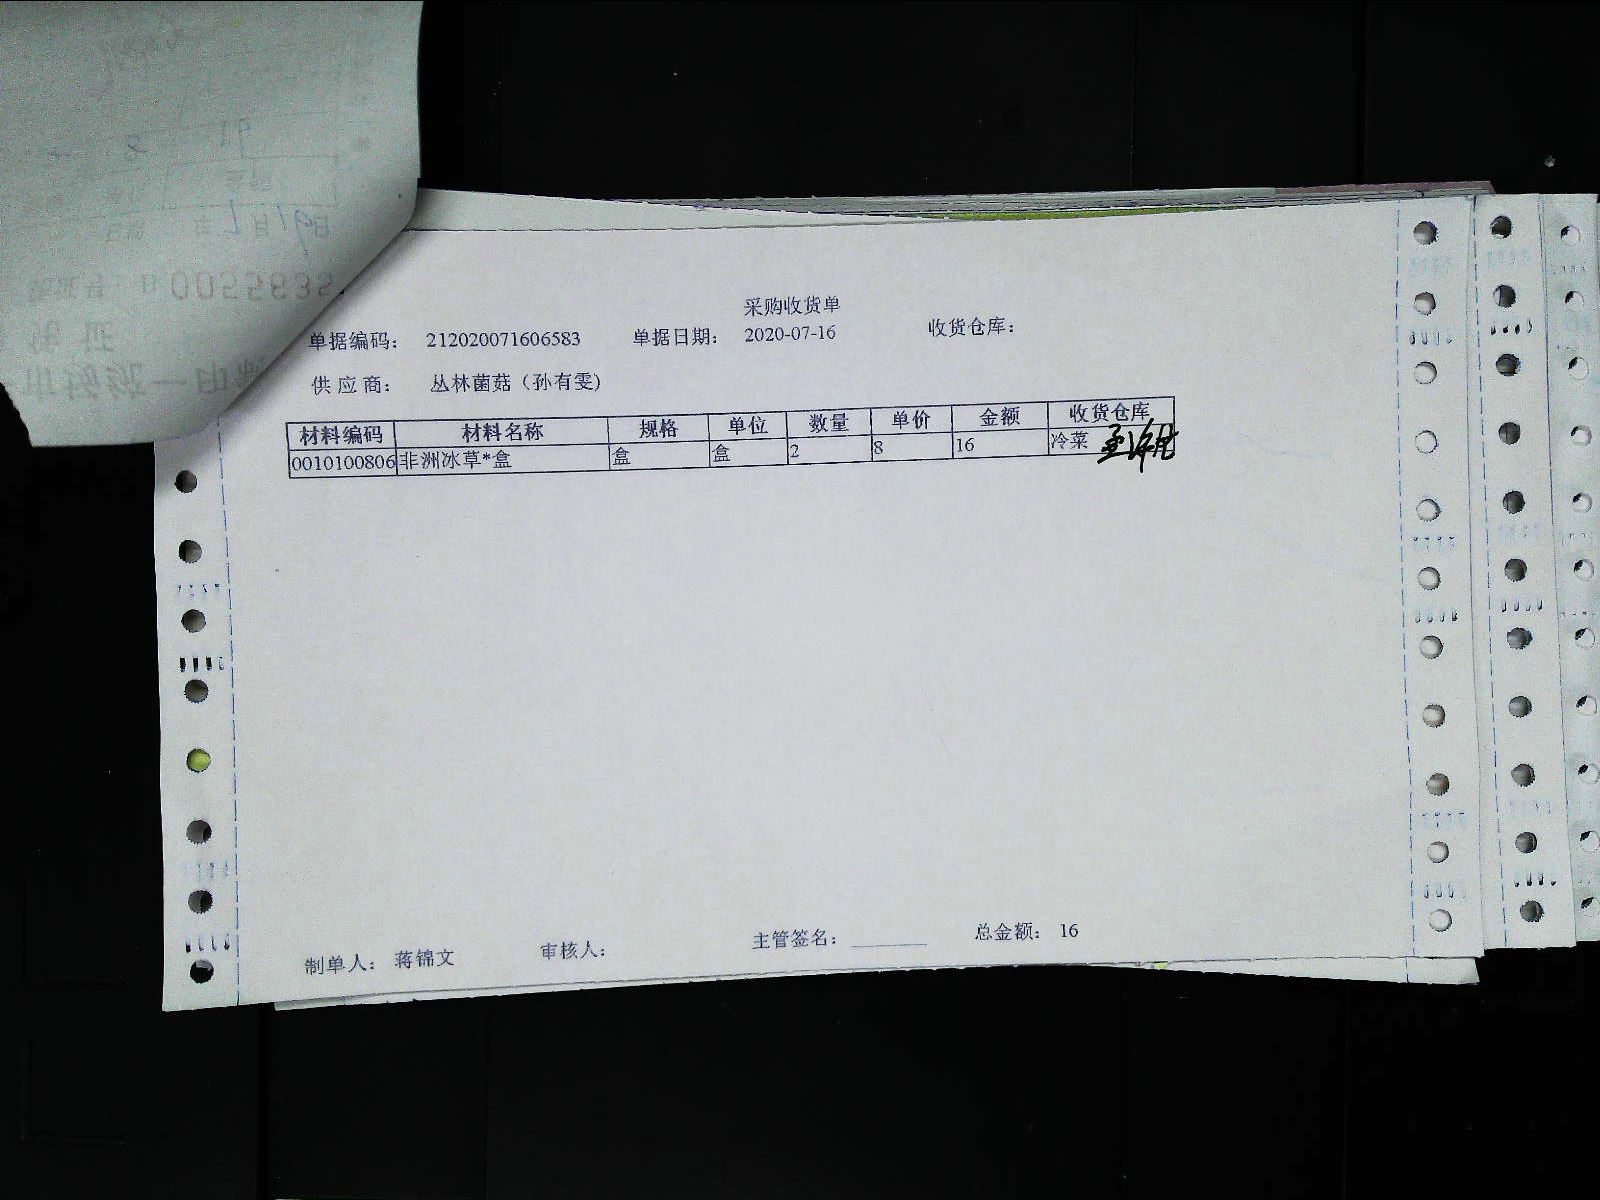 采购收货单
单据编码： 212020071606583 单据日期： 2020-07-16 收货仓库：
供应商： 丛林菌菇（孙有雯）
材料编码 材料名称 规格 单位 数量 单价 金额 收货仓库
0010100806 非洲冰草*盒 盒 盒 2 8 16 冷菜
制单人： 蒋锦文 审核人： 主管签名： 总金额： 16